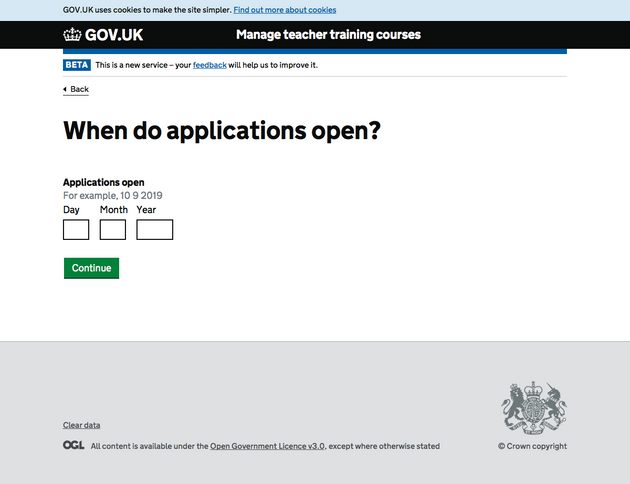 GOV.UK uses cookies to make the site simpler. Find out more about cookies
GOV.UK Manage teacher training courses
BETA This is a new service – your feedback will help us to improve it.
Back
When do applications open?
Applications open
For example, 10 9 2019
Day Month Year
Continue
Clear data
OGL All content is available under the Open Government Licence v3.0, except where otherwise stated
© Crown copyright